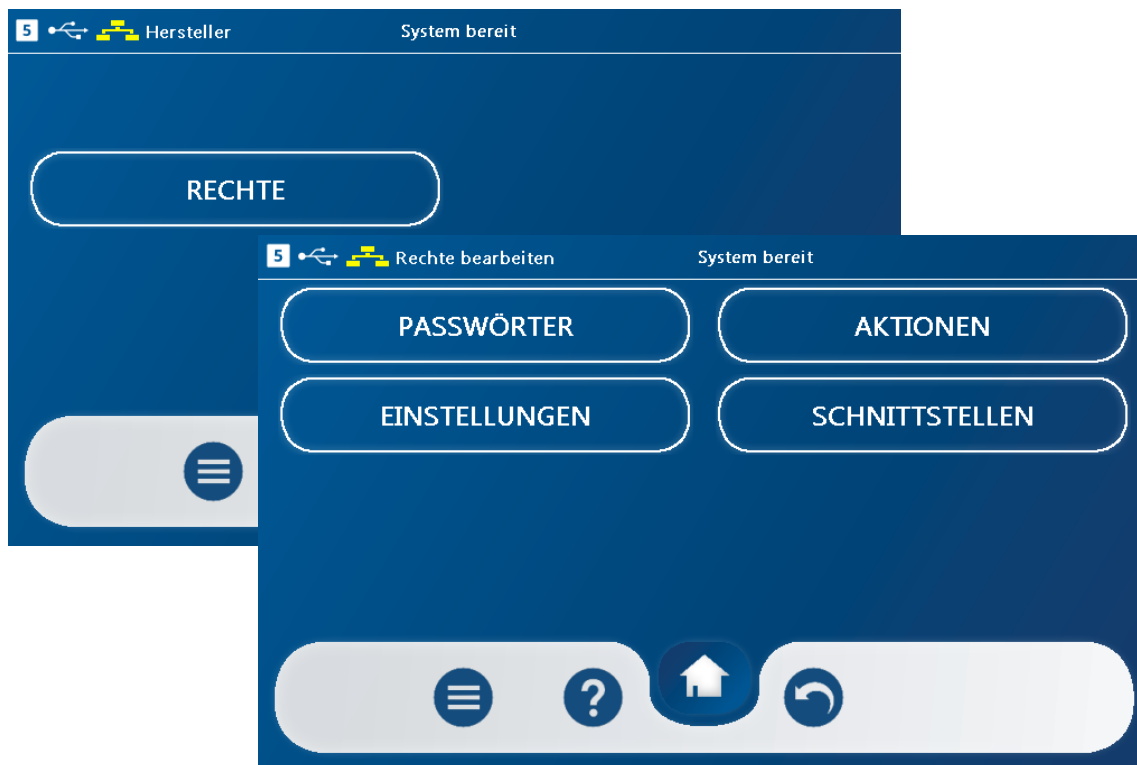 5 Hersteller System bereit
RECHTE
5 Rechte bearbeiten System bereit
PASSWÖRTER AKTIONEN
EINSTELLUNGEN SCHNITTSTELLEN
?